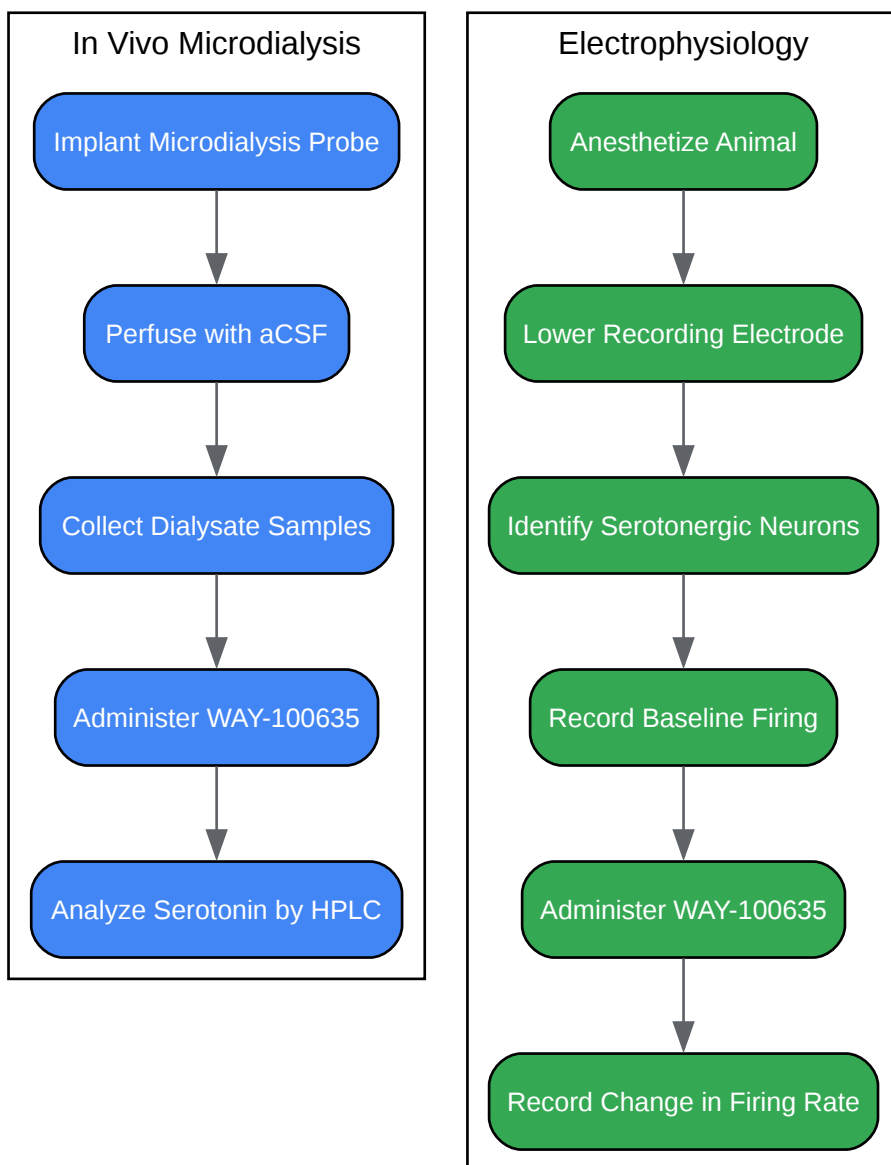 In Vivo Microdialysis
Implant Microdialysis Probe
Perfuse with aCSF
Collect Dialysate Samples
Administer WAY-100635
Analyze Serotonin by HPLC
Electrophysiology
Anesthetize Animal
Lower Recording Electrode
Identify Serotonergic Neurons
Record Baseline Firing
Administer WAY-100635
Record Change in Firing Rate